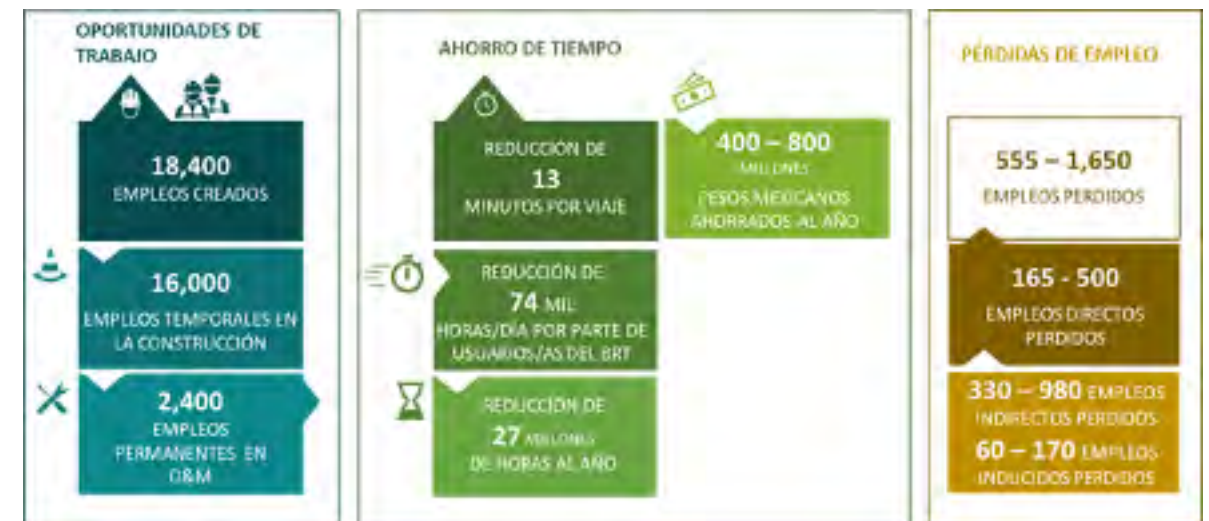 OPORTUNIDADES DE
TRABAJO
18,400
EMPLEOS CREADOS
16,000
EMPLEOS TEMPORALES EN
LA CONSTRUCCIÓN
2,400
EMPLEOS
PERMANENTES EN
O&M
AHORRO DE TIEMPO
REDUCCIÓN DE
13
MINUTOS POR VIAJE
400 – 800
MILLONES
PESOS MEXICANOS
AHORRADOS AL AÑO
REDUCCIÓN DE
74 MIL
HORAS/DÍA POR PARTE DE
USUARIOS/AS DEL BRT
REDUCCIÓN DE
27 MILLONES
DE HORAS AL AÑO
PÉRDIDAS DE EMPLEO
555 – 1,650
EMPLEOS PERDIDOS
165 - 500
EMPLEOS DIRECTOS
PERDIDOS
330 – 980 EMPLEOS
INDIRECTOS PERDIDOS
60 – 170 EMPLEOS
INDUCIDOS PERDIDOS